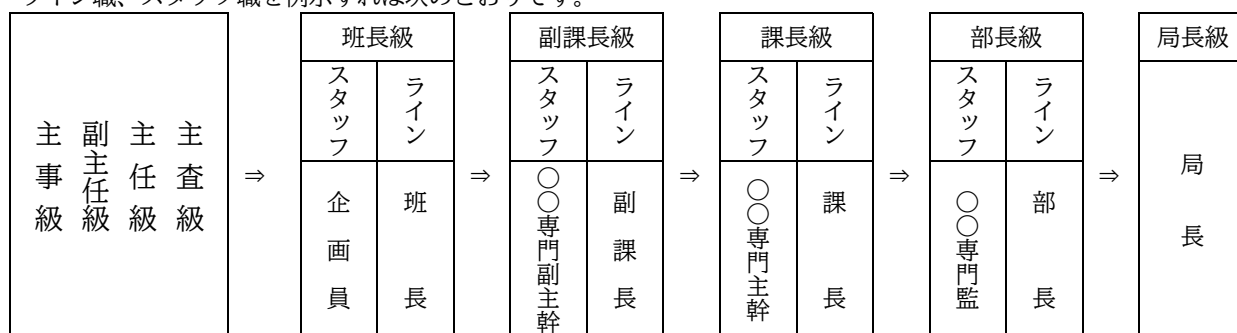 ライン職、スタッフ職を例示すれば次のとおりです。
主査級
主任級
副主任級
主事級
⇒
班長級
ライン
スタッフ
班長
企画員
⇒
副課長級
ライン
スタッフ
副課長
○○専門副主幹
⇒
課長級
ライン
スタッフ
課長
○○専門主幹
⇒
部長級
ライン
スタッフ
部長
○○専門監
⇒
局長級
局長